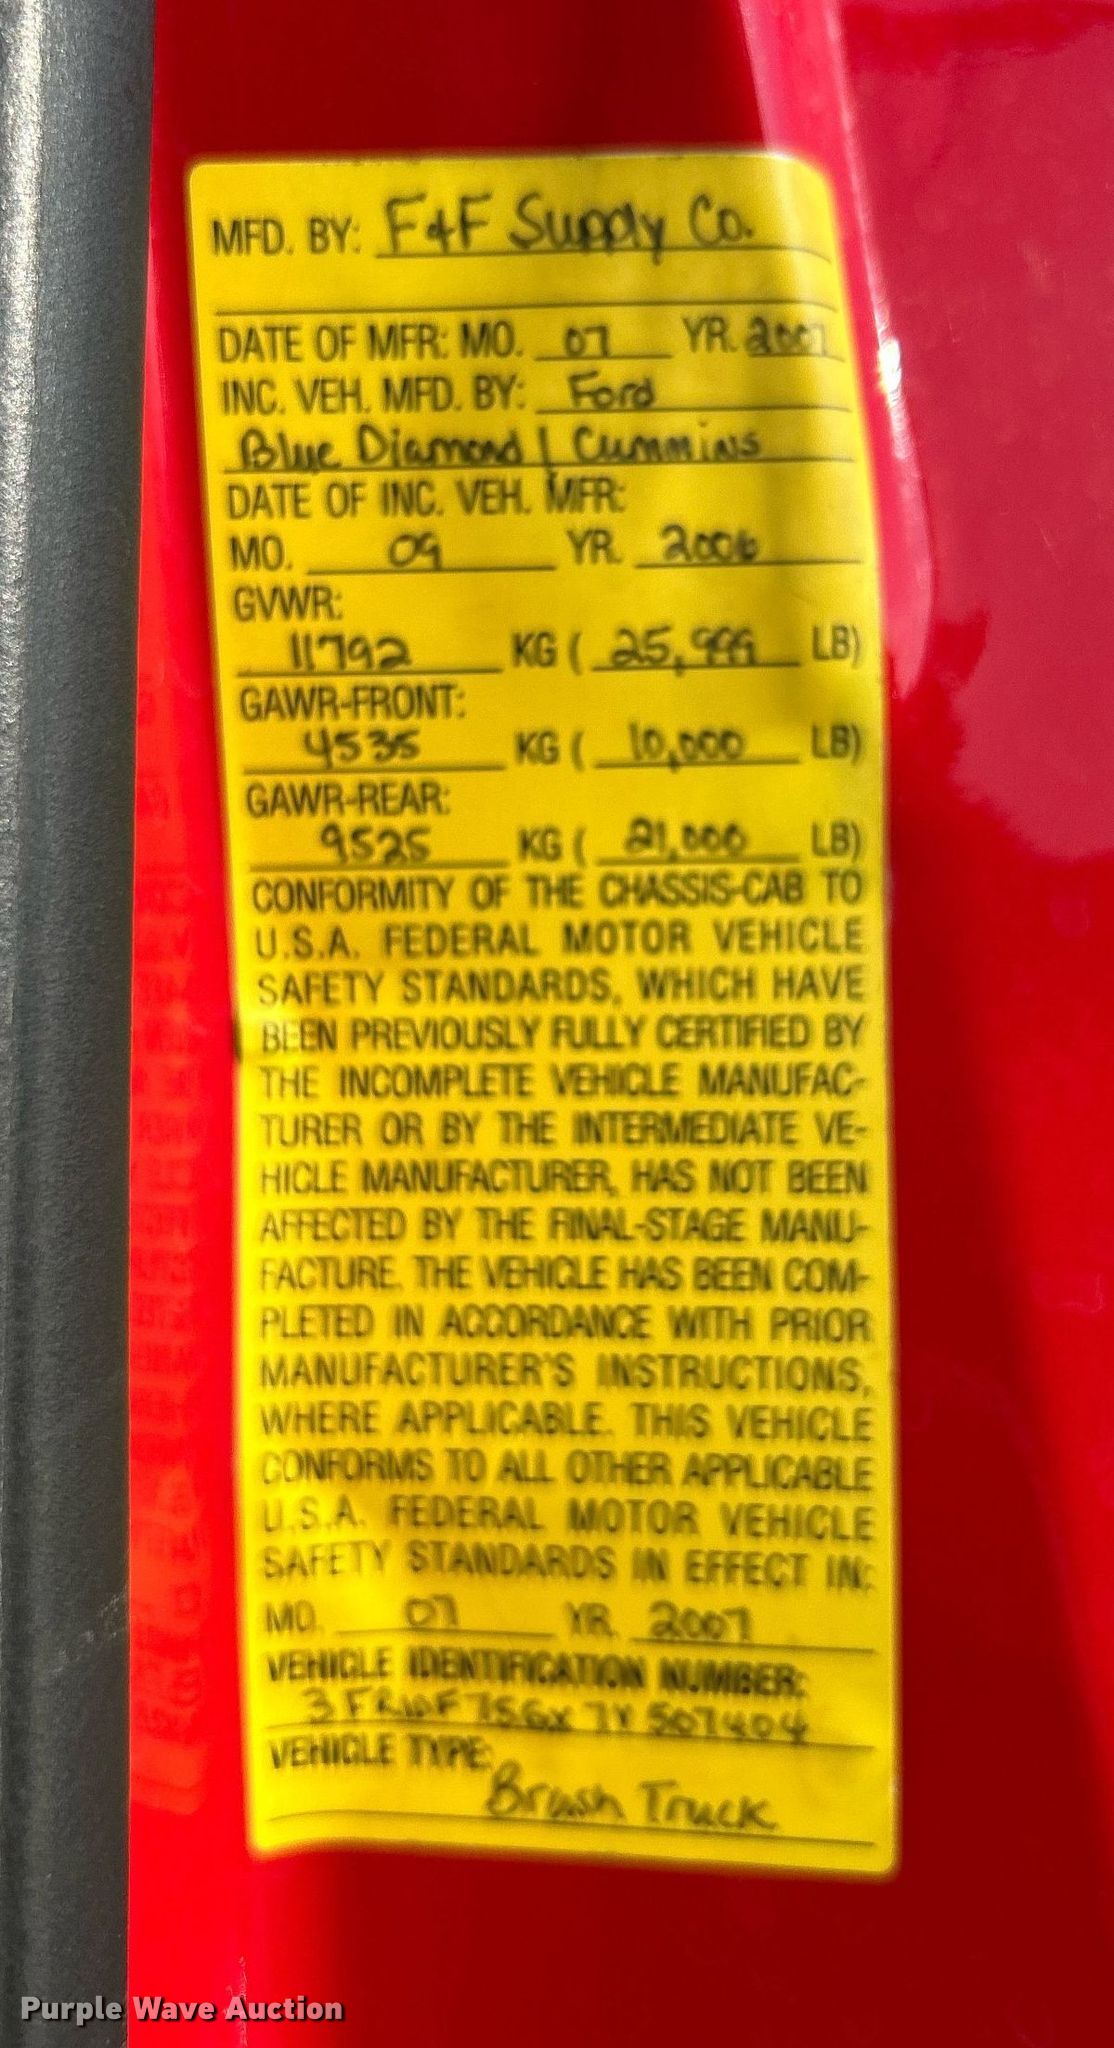 MFD. BY: F&F Supply Co.
DATE OF MFR: MO. 07 YR. 2007
INC. VEH. MFD. BY: Ford
Blue Diamond / Cummins
DATE OF INC. VEH. MFR:
MO. 09 YR. 2006
GVWR:
11792 KG ( 25,999 LB)
GAWR-FRONT:
4535 KG ( 10,000 LB)
GAWR-REAR:
9525 KG ( 21,000 LB)
CONFORMITY OF THE CHASSIS-CAB TO
U.S.A. FEDERAL MOTOR VEHICLE
SAFETY STANDARDS, WHICH HAVE
BEEN PREVIOUSLY FULLY CERTIFIED BY
THE INCOMPLETE VEHICLE MANUFAC-
TURER OR BY THE INTERMEDIATE VE-
HICLE MANUFACTURER, HAS NOT BEEN
AFFECTED BY THE FINAL-STAGE MANU-
FACTURE. THE VEHICLE HAS BEEN COM-
PLETED IN ACCORDANCE WITH PRIOR
MANUFACTURER'S INSTRUCTIONS,
WHERE APPLICABLE. THIS VEHICLE
CONFORMS TO ALL OTHER APPLICABLE
U.S.A. FEDERAL MOTOR VEHICLE
SAFETY STANDARDS IN EFFECT IN:
MO. 07 YR. 2007
VEHICLE IDENTIFICATION NUMBER:
VEHICLE TYPE:
Brush Truck
Purple Wave Auction